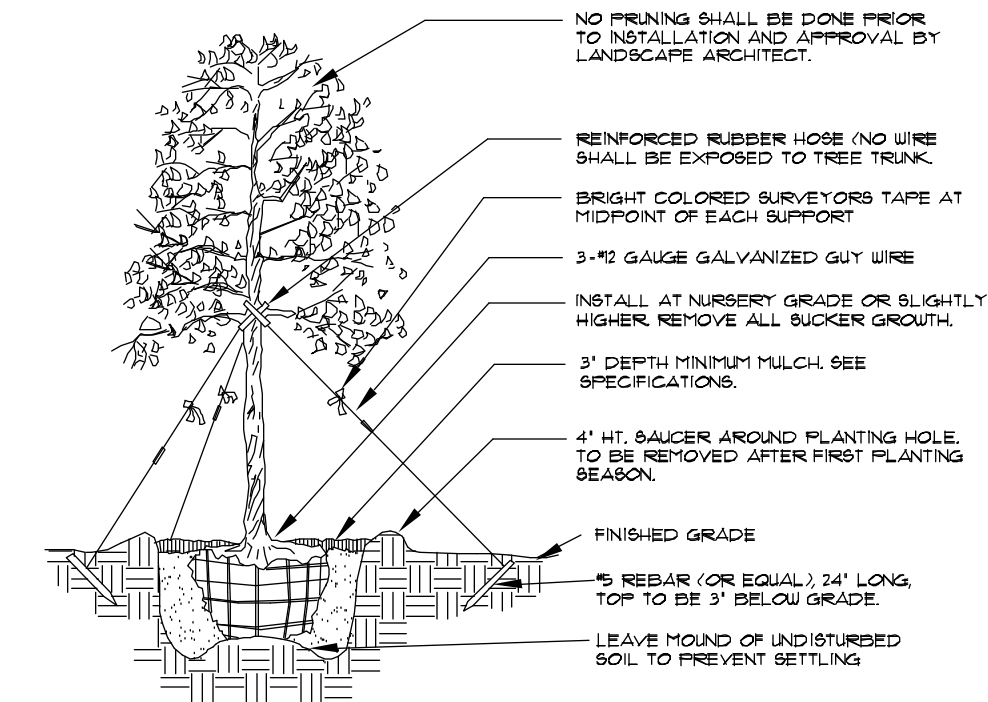 NO PRUNING SHALL BE DONE PRIOR
TO INSTALLATION AND APPROVAL BY
LANDSCAPE ARCHITECT.
REINFORCED RUBBER HOSE (NO WIRE
SHALL BE EXPOSED TO TREE TRUNK.
BRIGHT COLORED SURVEYORS TAPE AT
MIDPOINT OF EACH SUPPORT
3-#12 GAUGE GALVANIZED GUY WIRE
INSTALL AT NURSERY GRADE OR SLIGHTLY
HIGHER. REMOVE ALL SUCKER GROWTH.
3" DEPTH MINIMUM MULCH. SEE
SPECIFICATIONS.
4" HT. SAUCER AROUND PLANTING HOLE.
TO BE REMOVED AFTER FIRST PLANTING
SEASON.
FINISHED GRADE
#5 REBAR (OR EQUAL), 24" LONG,
TOP TO BE 3" BELOW GRADE.
LEAVE MOUND OF UNDISTURBED
SOIL TO PREVENT SETTLING